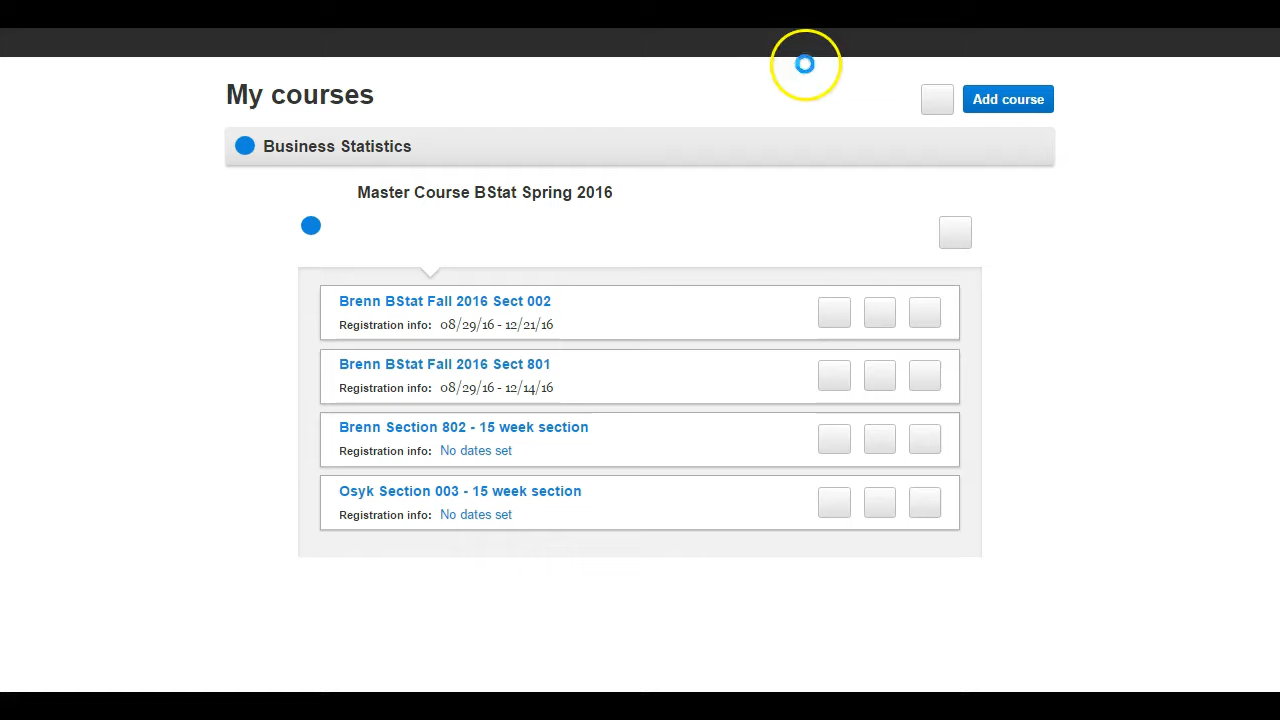 My courses
Add course
Business Statistics
Master Course BStat Spring 2016
Brenn BStat Fall 2016 Sect 002
Registration info: 08/29/16 - 12/21/16
Brenn BStat Fall 2016 Sect 801
Registration info: 08/29/16 - 12/14/16
Brenn Section 802 - 15 week section
Registration info: No dates set
Osyk Section 003 - 15 week section
Registration info: No dates set